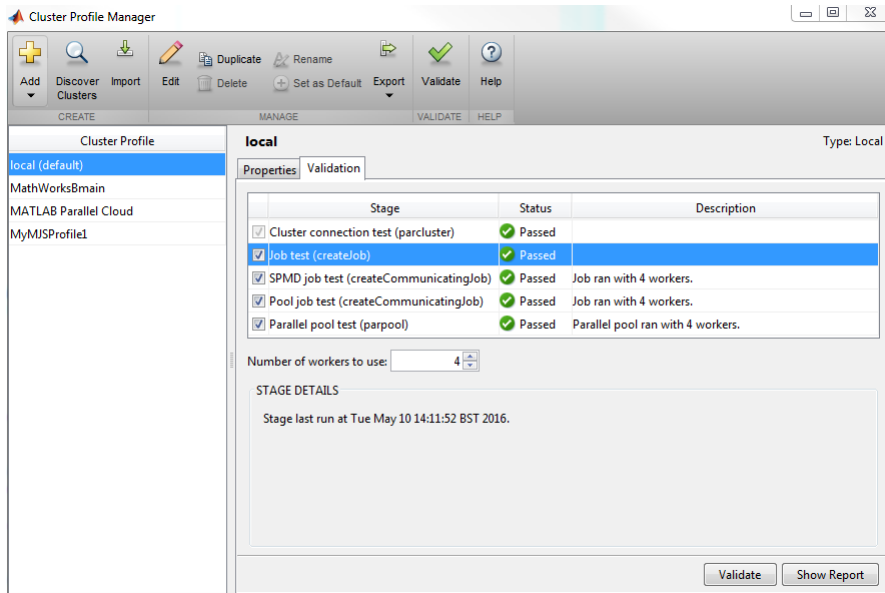 Cluster Profile Manager
Add Discover Clusters Import Edit Duplicate Rename Export Validate Help
Delete Set as Default
CREATE MANAGE VALIDATE HELP
Cluster Profile
local (default)
MathWorksBmain
MATLAB Parallel Cloud
MyMJSProfile1
local Type: Local
Properties Validation
Stage Status Description
Cluster connection test (parcluster) Passed
Job test (createJob) Passed
SPMD job test (createCommunicatingJob) Passed Job ran with 4 workers.
Pool job test (createCommunicatingJob) Passed Job ran with 4 workers.
Parallel pool test (parpool) Passed Parallel pool ran with 4 workers.
Number of workers to use: 4
STAGE DETAILS
Stage last run at Tue May 10 14:11:52 BST 2016.
Validate Show Report